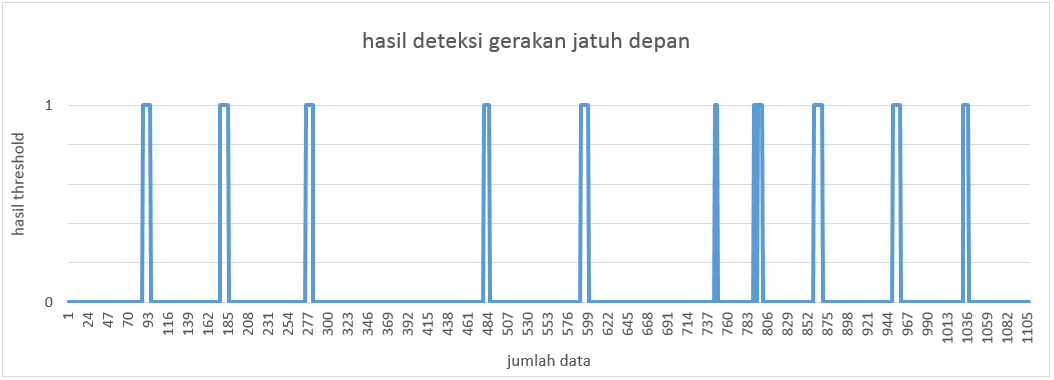 hasil deteksi gerakan jatuh depan
1
0
hasil threshold
1 24 47 70 93 116 139 162 185 208 231 254 277 300 323 346 369 392 415 438 461 484 507 530 553 576 599 622 645 668 691 714 737 760 783 806 829 852 875 898 921 944 967 990 1013 1036 1059 1082 1105
jumlah data